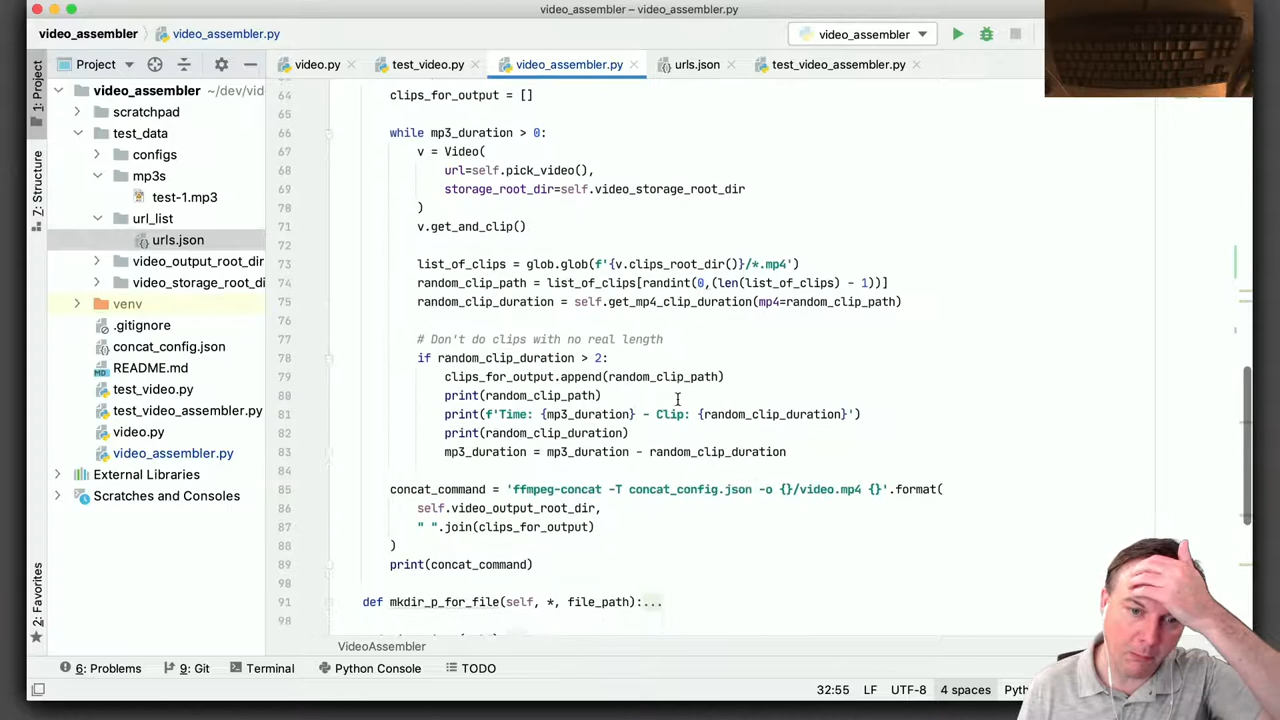 video_assembler – video_assembler.py
video_assembler
video_assembler.py
video_assembler
1: Project
Project
video.py
test_video.py
video_assembler.py
urls.json
test_video_assembler.py
video_assembler ~/dev/vid
scratchpad
test_data
configs
mp3s
test-1.mp3
url_list
urls.json
video_output_root_dir
video_storage_root_di
venv
.gitignore
concat_config.json
README.md
test_video.py
test_video_assembler.py
video.py
video_assembler.py
External Libraries
Scratches and Consoles
Z: Structure
2: Favorites
64 clips_for_output = []
65
66 while mp3_duration > 0:
67 v = Video(
68 url=self.pick_video(),
69 storage_root_dir=self.video_storage_root_dir
70 )
71 v.get_and_clip()
72
73 list_of_clips = glob.glob(f'{v.clips_root_dir()}/*.mp4')
74 random_clip_path = list_of_clips[randint(0,(len(list_of_clips) - 1))]
75 random_clip_duration = self.get_mp4_clip_duration(mp4=random_clip_path)
76
77 # Don't do clips with no real length
78 if random_clip_duration > 2:
79 clips_for_output.append(random_clip_path)
80 print(random_clip_path)
81 print(f'Time: {mp3_duration} - Clip: {random_clip_duration}')
82 print(random_clip_duration)
83 mp3_duration = mp3_duration - random_clip_duration
84
85 concat_command = 'ffmpeg-concat -T concat_config.json -o {}/video.mp4 {}'.format(
86 self.video_output_root_dir,
87 " ".join(clips_for_output)
88 )
89 print(concat_command)
90
91 def mkdir_p_for_file(self, *, file_path):...
98
VideoAssembler
6: Problems
9: Git
Terminal
Python Console
TODO
32:55 LF UTF-8 4 spaces Pyth